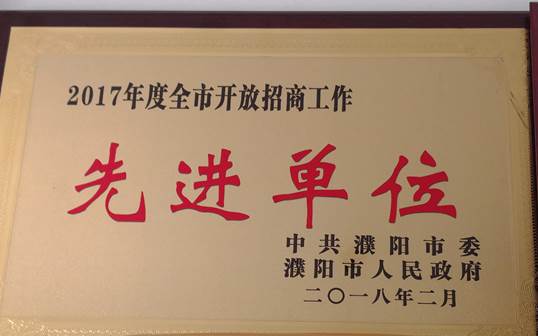 2017年度全市开放招商工作
先进单位
中共濮阳市委
濮阳市人民政府
二〇一八年二月